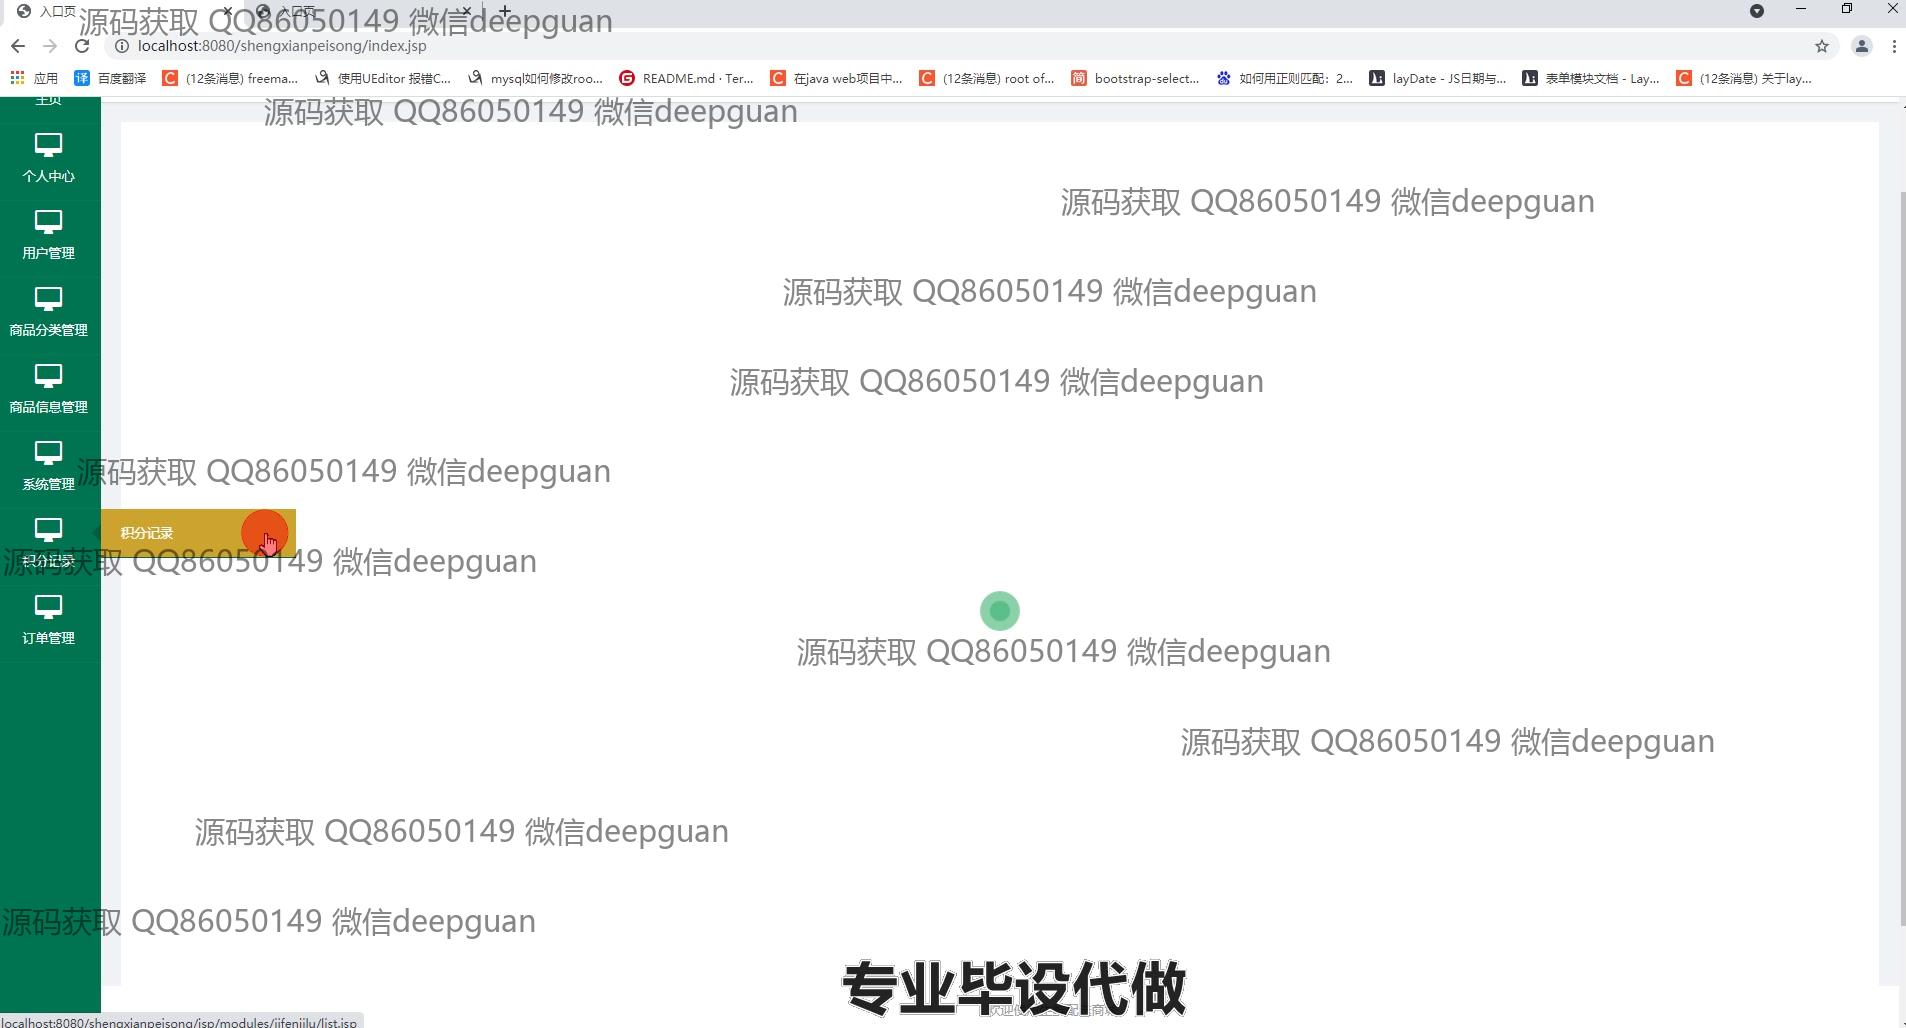 入口页
入口页
源码获取 QQ86050149 微信deepguan
localhost:8080/shengxianpeisong/index.jsp
应用
百度翻译
(12条消息) freema...
使用UEditor 报错C...
mysql如何修改roo...
README.md · Ter...
在java web项目中...
(12条消息) root of...
bootstrap-select...
如何用正则匹配：2...
layDate - JS日期与...
表单模块文档 - Lay...
(12条消息) 关于lay...
主页
源码获取 QQ86050149 微信deepguan
个人中心
源码获取 QQ86050149 微信deepguan
用户管理
源码获取 QQ86050149 微信deepguan
商品分类管理
源码获取 QQ86050149 微信deepguan
商品信息管理
源码获取 QQ86050149 微信deepguan
系统管理
积分记录
积分记录
源码获取 QQ86050149 微信deepguan
订单管理
源码获取 QQ86050149 微信deepguan
源码获取 QQ86050149 微信deepguan
源码获取 QQ86050149 微信deepguan
源码获取 QQ86050149 微信deepguan
专业毕设代做
localhost:8080/shengxianpeisong/jsp/modules/jifenjilu/list.jsp